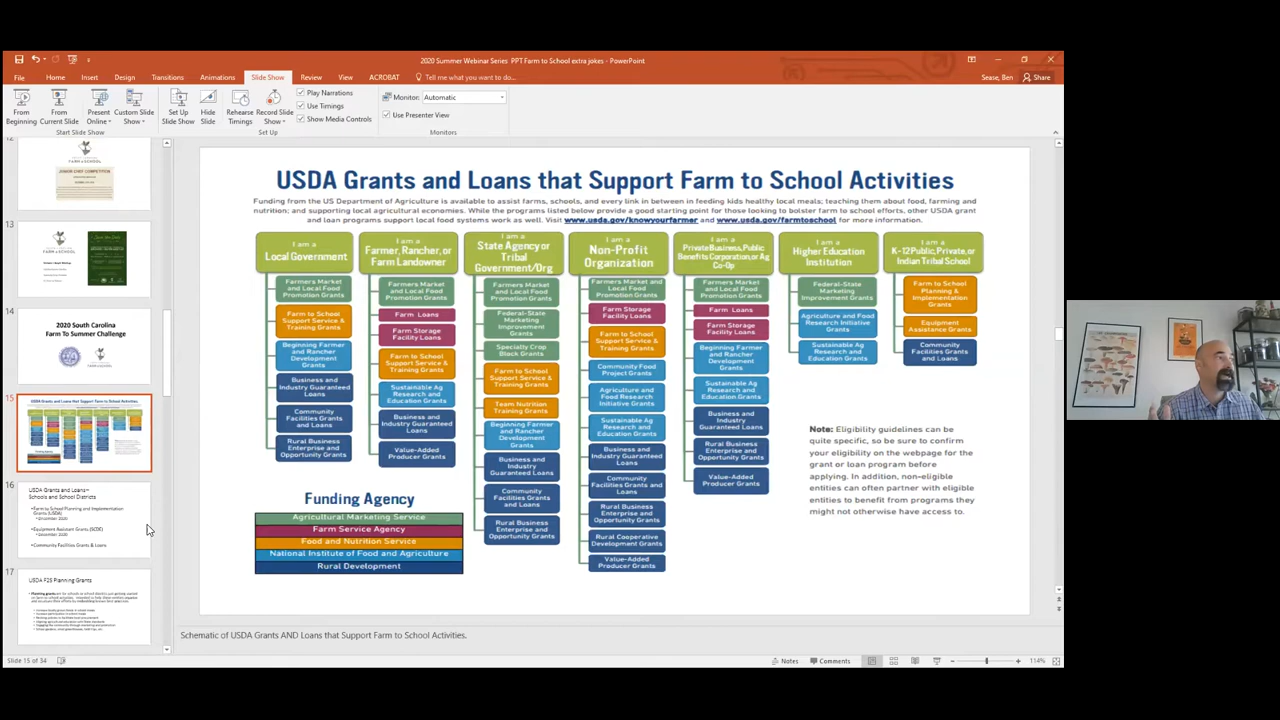 2020 Summer Webinar Series PPT Farm to School extra jokes - PowerPoint
File Home Insert Design Transitions Animations Slide Show Review View ACROBAT Tell me what you want to do... Sease, Ben Share
From Beginning
From Current Slide
Present Online
Custom Slide Show
Start Slide Show
Set Up Slide Show
Hide Slide
Rehearse Timings
Record Slide Show
Play Narrations
Use Timings
Show Media Controls
Set Up
Monitor: Automatic
Use Presenter View
Monitors
12
FARM to SCHOOL
13
14
2020 South Carolina
Farm To Summer Challenge
15
USDA Grants and Loans that Support Farm to School Activities
16
USDA Grants and Loans–
Schools and School Districts
Farm to School Planning and Implementation
Grants (USDA)
December 2020
Equipment Assistant Grants (SCDE)
December 2020
Community Facilities Grants & Loans
17
USDA F2S Planning Grants
USDA Grants and Loans that Support Farm to School Activities
Funding from the US Department of Agriculture is available to assist farms, schools, and every link in between in feeding kids healthy local meals; teaching them about food, farming and
nutrition; and supporting local agricultural economies. While the programs listed below provide a good starting point for those looking to bolster farm to school efforts, other USDA grant
and loan programs support local food systems work as well. Visit www.usda.gov/knowyourfarmer and www.usda.gov/farmtoschool for more information.
I am a
Local Government
Farmers Market
and Local Food
Promotion Grants
Farm to School
Support Service &
Training Grants
Beginning Farmer
and Rancher
Development
Grants
Business and
Industry Guaranteed
Loans
Community
Facilities Grants and
Loans
Rural Business
Enterprise and
Opportunity Grants
I am a
Farmer, Rancher, or
Farm Landowner
Farmers Market
and Local Food
Promotion Grants
Farm Loans
Farm Storage
Facility Loans
Farm to School
Support Service &
Training Grants
Sustainable Ag
Research and
Education Grants
Business and
Industry Guaranteed
Loans
Value-Added
Producer Grants
I am a
State Agency or
Tribal
Government/Org
Farmers Market
and Local Food
Promotion Grants
Federal-State
Marketing
Improvement
Grants
Specialty Crop
Block Grants
Farm to School
Support Service &
Training Grants
Team Nutrition
Training Grants
Beginning Farmer
and Rancher
Development
Grants
Business and
Industry Guaranteed
Loans
Community
Facilities Grants and
Loans
Rural Business
Enterprise and
Opportunity Grants
I am a
Non-Profit
Organization
Farmers Market
and Local Food
Promotion Grants
Farm Storage
Facility Loans
Farm to School
Support Service &
Training Grants
Community Food
Project Grants
Agriculture and
Food Research
Initiative Grants
Sustainable Ag
Research and
Education Grants
Business and
Industry Guaranteed
Loans
Community
Facilities Grants and
Loans
Rural Business
Enterprise and
Opportunity Grants
Rural Cooperative
Development Grants
Value-Added
Producer Grants
I am a
Private Business, Public
Benefits Corporation, or Ag
Co-Op
Farmers Market
and Local Food
Promotion Grants
Farm Loans
Farm Storage
Facility Loans
Beginning Farmer
and Rancher
Development
Grants
Sustainable Ag
Research and
Education Grants
Business and
Industry Guaranteed
Loans
Rural Business
Enterprise and
Opportunity Grants
Value-Added
Producer Grants
I am a
Higher Education
Institution
Federal-State
Marketing
Improvement Grants
Agriculture and Food
Research Initiative
Grants
Sustainable Ag
Research and
Education Grants
I am a
K-12 Public, Private, or
Indian Tribal School
Farm to School
Planning &
Implementation
Grants
Equipment
Assistance Grants
Community
Facilities Grants
and Loans
Note: Eligibility guidelines can be
quite specific, so be sure to confirm
your eligibility on the webpage for the
grant or loan program before
applying. In addition, non-eligible
entities can often partner with eligible
entities to benefit from programs they
might not otherwise have access to.
Funding Agency
Agricultural Marketing Service
Farm Service Agency
Food and Nutrition Service
National Institute of Food and Agriculture
Rural Development
Schematic of USDA Grants AND Loans that Support Farm to School Activities.
Slide 15 of 34 Notes Comments 114%